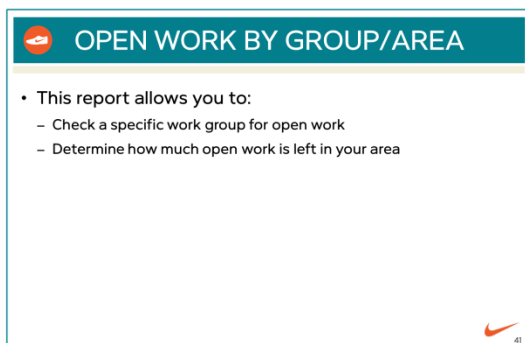 OPEN WORK BY GROUP/AREA
• This report allows you to:
– Check a specific work group for open work
– Determine how much open work is left in your area
41